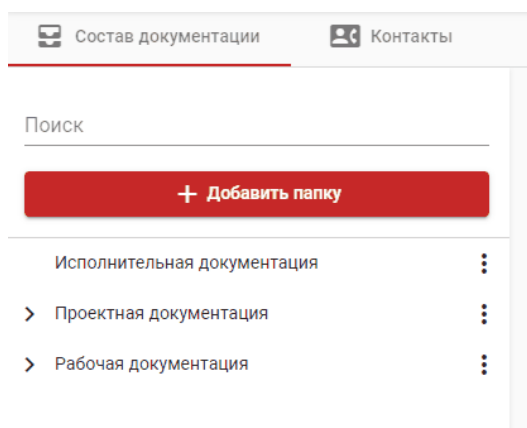 Состав документации
Контакты
Поиск
Добавить папку
Исполнительная документация
Проектная документация
Рабочая документация